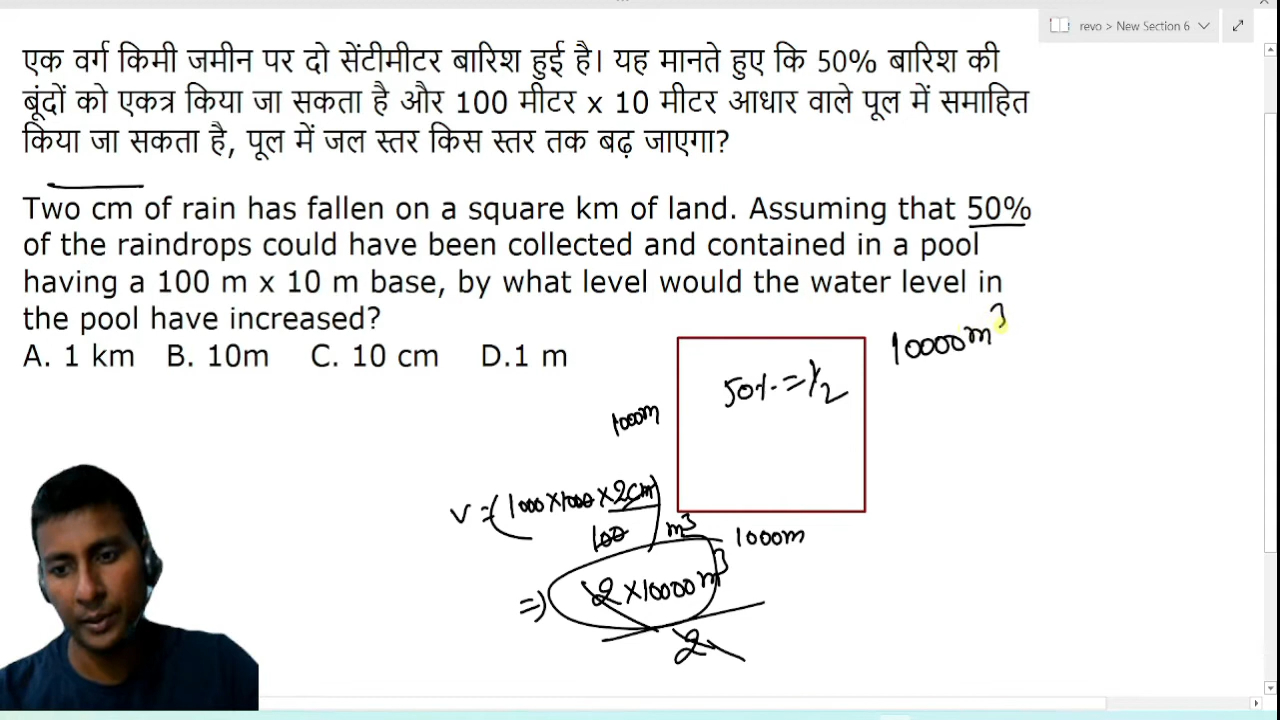 revo > New Section 6
एक वर्ग किमी जमीन पर दो सेंटीमीटर बारिश हुई है। यह मानते हुए कि 50% बारिश की
बूंदों को एकत्र किया जा सकता है और 100 मीटर x 10 मीटर आधार वाले पूल में समाहित
किया जा सकता है, पूल में जल स्तर किस स्तर तक बढ़ जाएगा?
Two cm of rain has fallen on a square km of land. Assuming that 50%
of the raindrops could have been collected and contained in a pool
having a 100 m x 10 m base, by what level would the water level in
the pool have increased?
A. 1 km B. 10m C. 10 cm D.1 m
10000m³
50% = 1/2
1000m
V = (1000 x 1000 x 2cm / 100) m³
1000m
=> 2 x 10000 m³
2